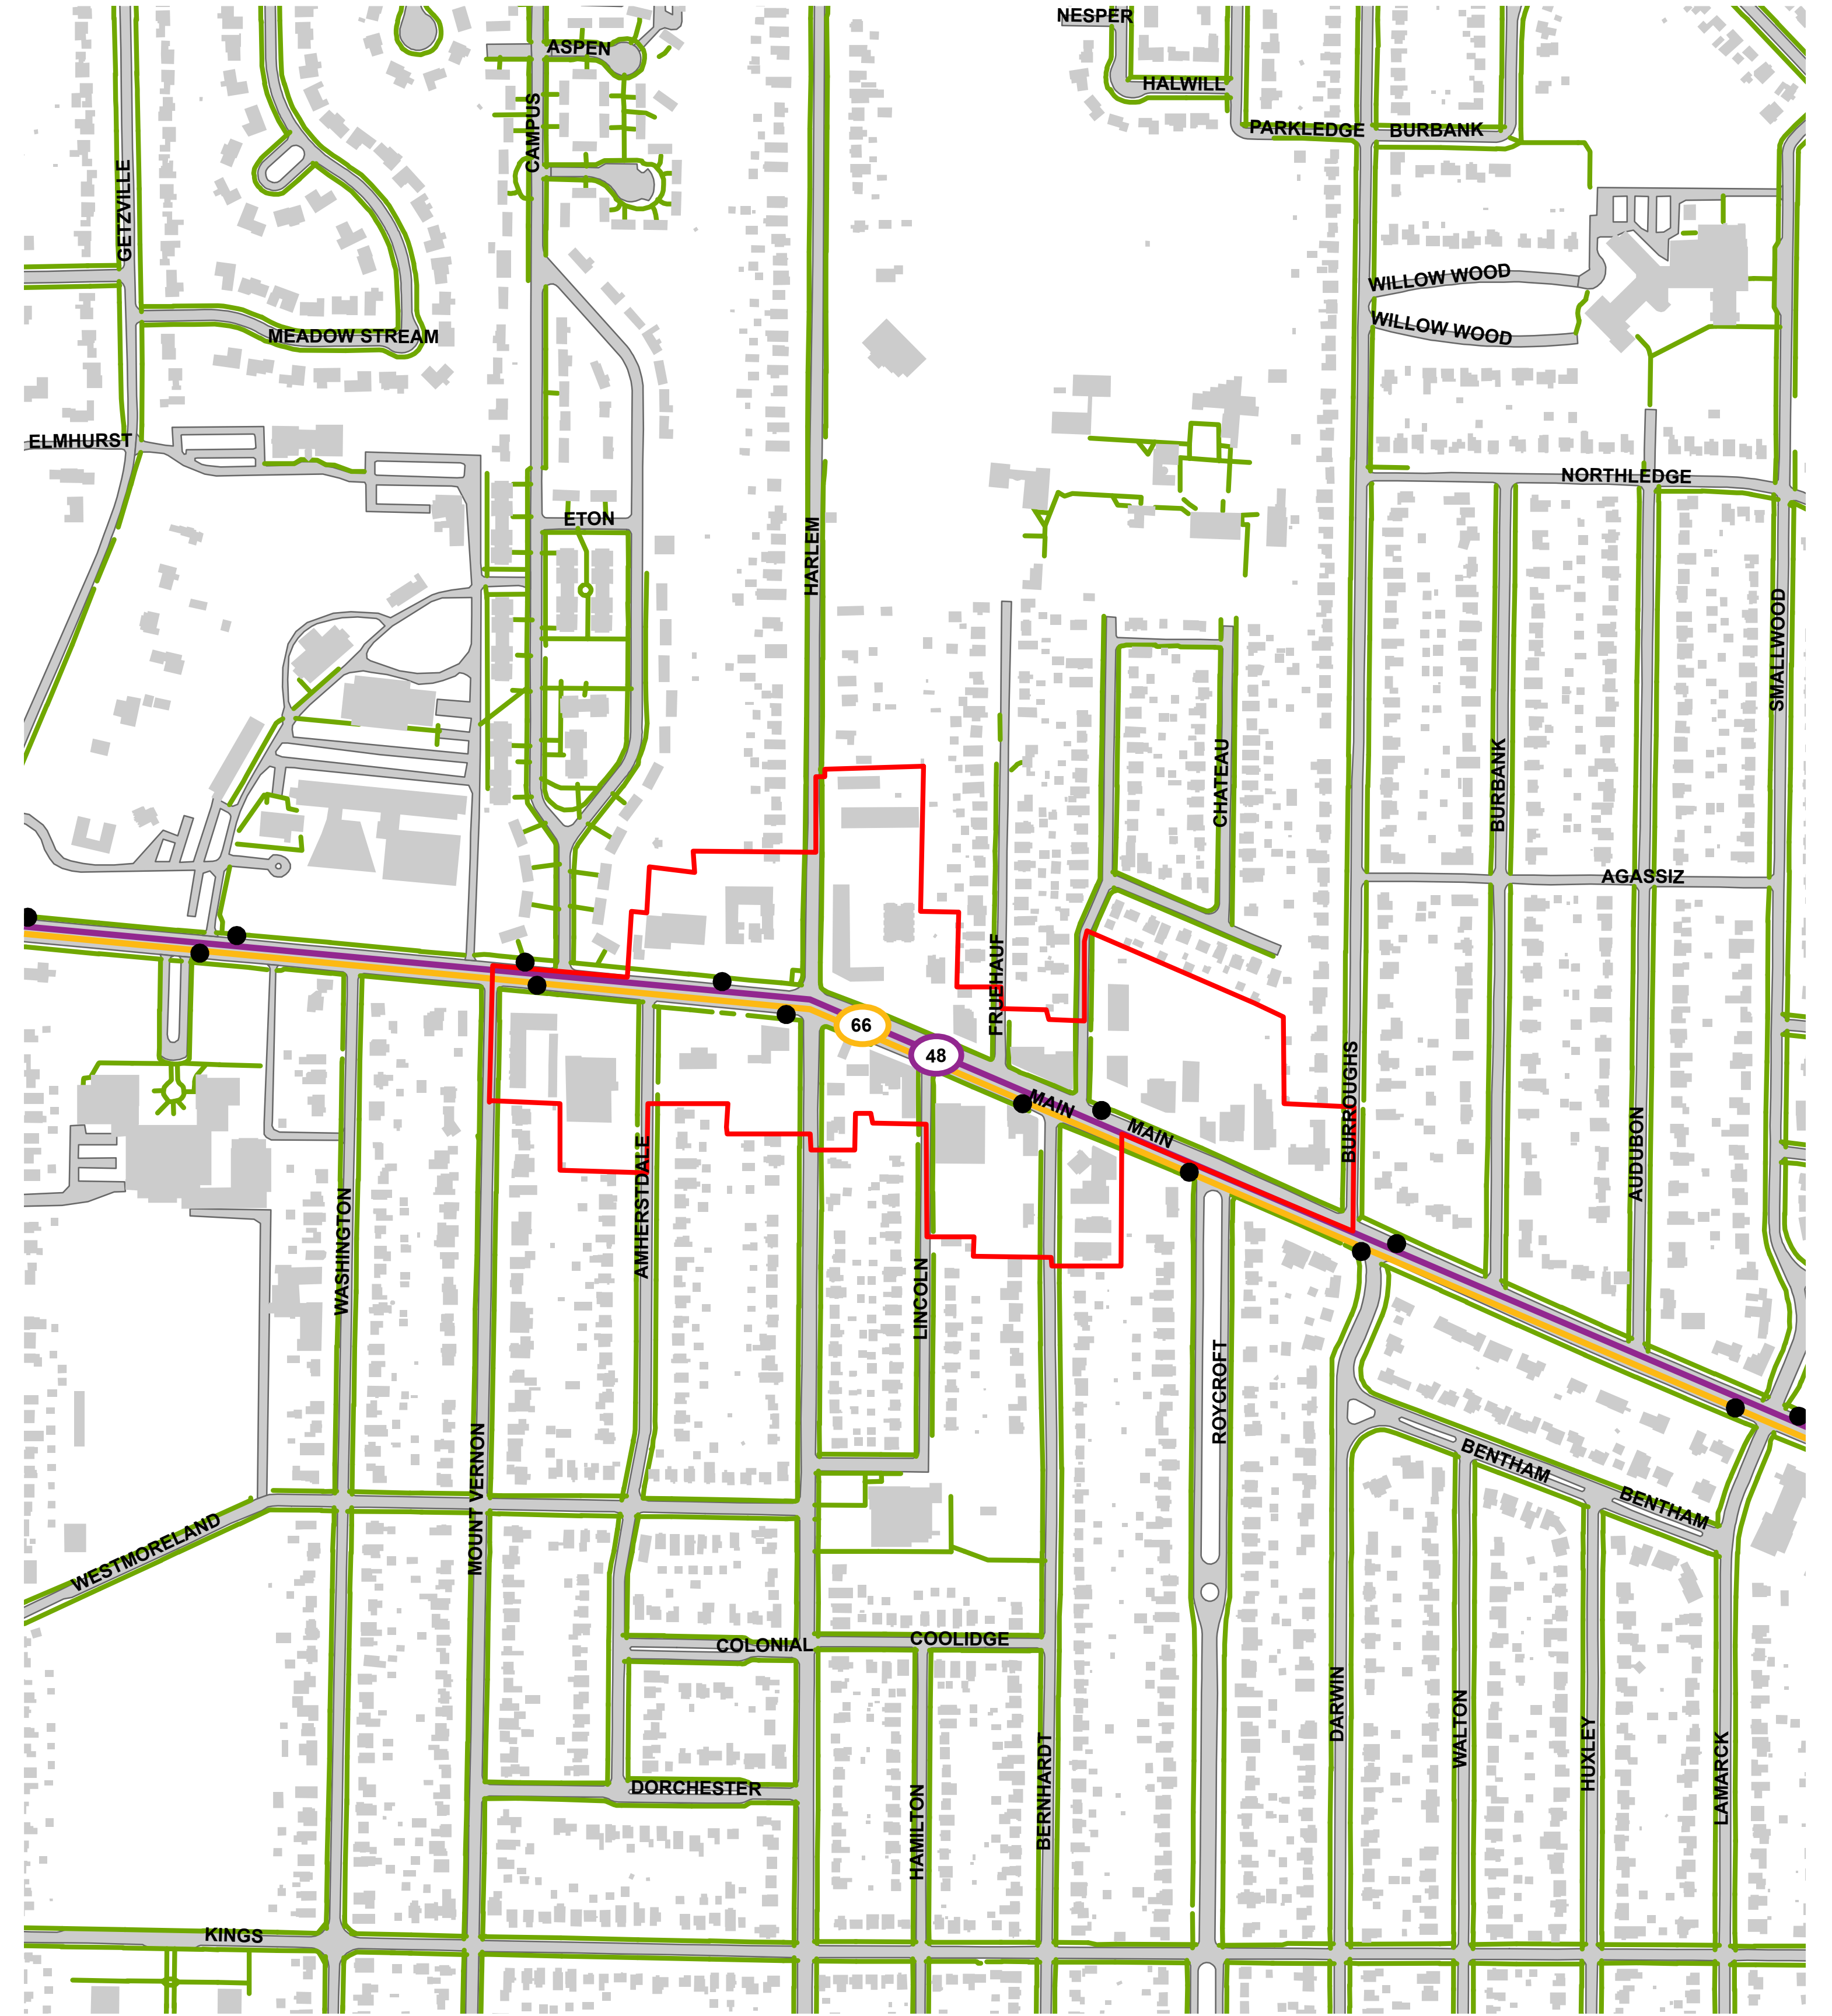 NESPER
ASPEN
HALWILL
CAMPUS
PARKLEDGE
BURBANK
GETZVILLE
WILLOW WOOD
WILLOW WOOD
MEADOW STREAM
ELMHURST
NORTHLEDGE
ETON
HARLEM
SMALLWOOD
CHATEAU
BURBANK
AGASSIZ
FRUEHAUF
66
48
MAIN
MAIN
BURROUGHS
AUDUBON
AMHERSTDALE
WASHINGTON
LINCOLN
ROYCROFT
MOUNT VERNON
BENTHAM
BENTHAM
WESTMORELAND
COLONIAL
COOLIDGE
DARWIN
WALTON
HUXLEY
LAMARCK
DORCHESTER
HAMILTON
BERNHARDT
KINGS